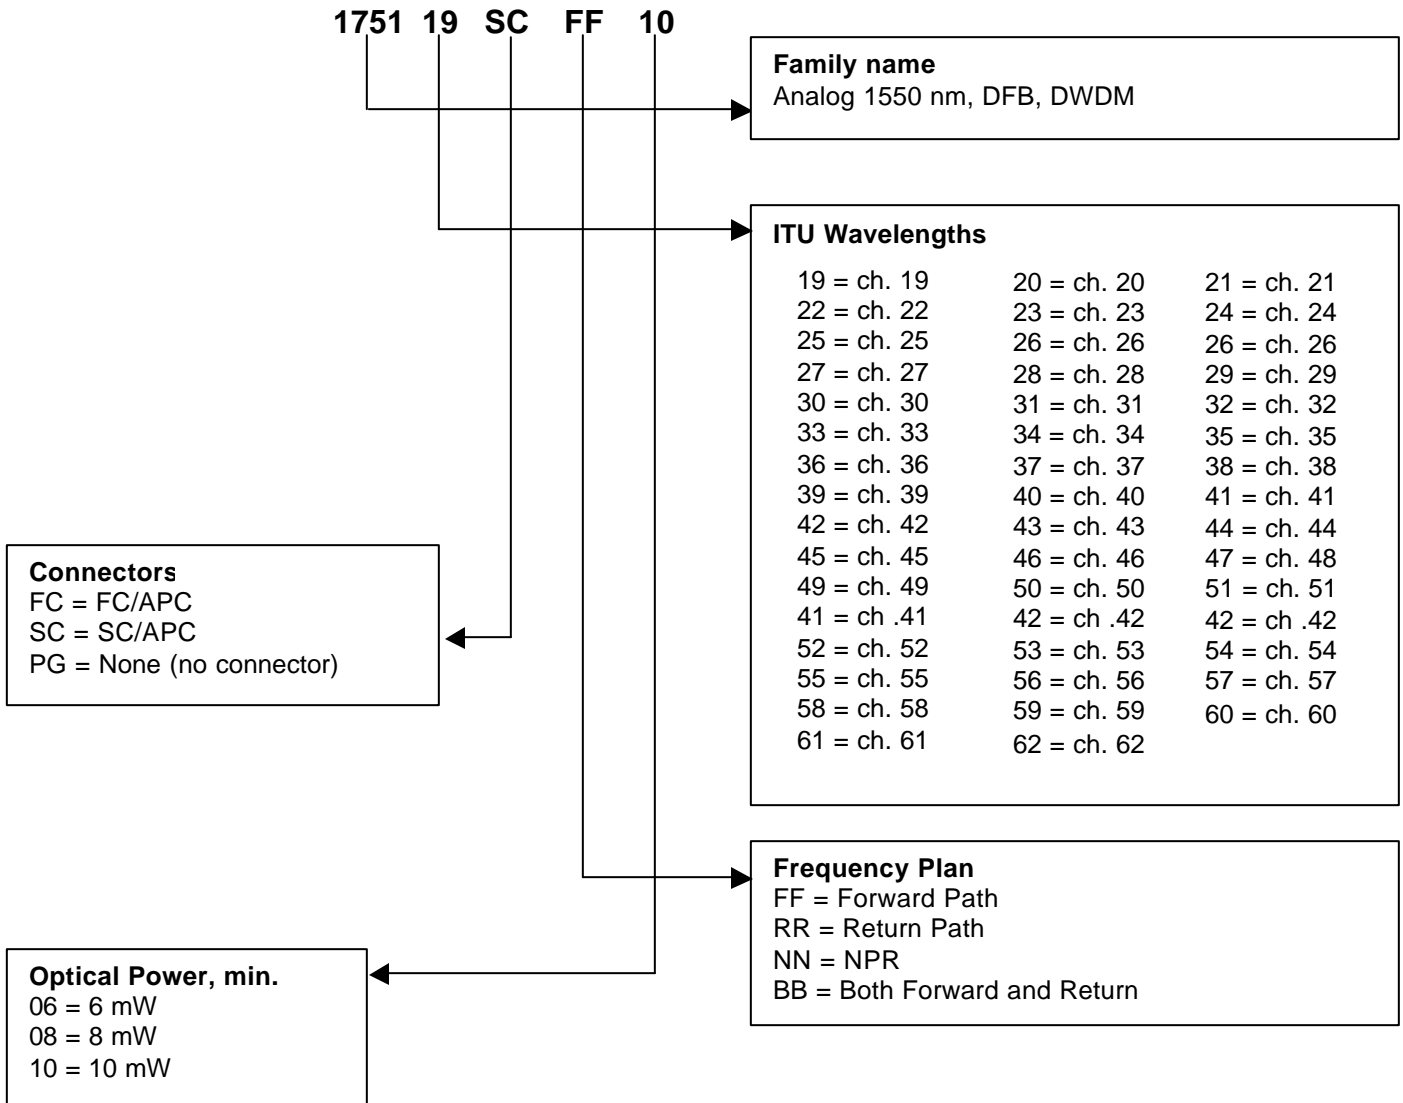 1751 19 SC FF 10
Family name
Analog 1550 nm, DFB, DWDM
ITU Wavelengths
19 = ch. 19 20 = ch. 20 21 = ch. 21
22 = ch. 22 23 = ch. 23 24 = ch. 24
25 = ch. 25 26 = ch. 26 26 = ch. 26
27 = ch. 27 28 = ch. 28 29 = ch. 29
30 = ch. 30 31 = ch. 31 32 = ch. 32
33 = ch. 33 34 = ch. 34 35 = ch. 35
36 = ch. 36 37 = ch. 37 38 = ch. 38
39 = ch. 39 40 = ch. 40 41 = ch. 41
42 = ch. 42 43 = ch. 43 44 = ch. 44
45 = ch. 45 46 = ch. 46 47 = ch. 48
49 = ch. 49 50 = ch. 50 51 = ch. 51
41 = ch .41 42 = ch .42 42 = ch .42
52 = ch. 52 53 = ch. 53 54 = ch. 54
55 = ch. 55 56 = ch. 56 57 = ch. 57
58 = ch. 58 59 = ch. 59 60 = ch. 60
61 = ch. 61 62 = ch. 62
Connectors
FC = FC/APC
SC = SC/APC
PG = None (no connector)
Frequency Plan
FF = Forward Path
RR = Return Path
NN = NPR
BB = Both Forward and Return
Optical Power, min.
06 = 6 mW
08 = 8 mW
10 = 10 mW